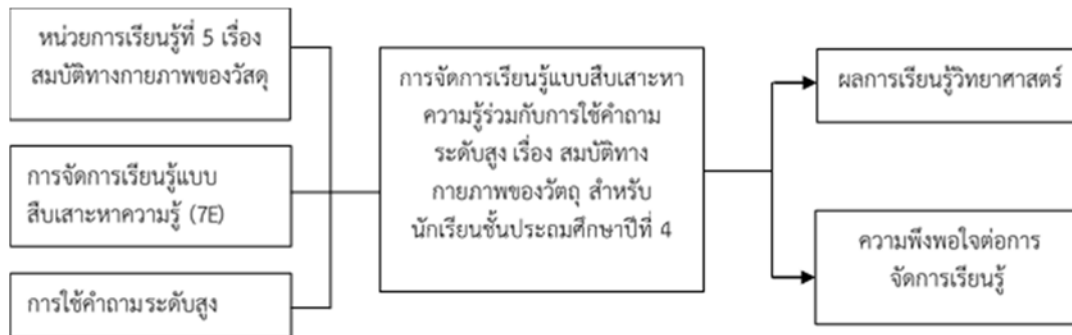 หน่วยการเรียนรู้ที่ 5 เรื่อง
สมบัติทางกายภาพของวัสดุ
การจัดการเรียนรู้แบบ
สืบเสาะหาความรู้ (7E)
การใช้คำถามระดับสูง
การจัดการเรียนรู้แบบสืบเสาะหา
ความรู้ร่วมกับการใช้คำถาม
ระดับสูง เรื่อง สมบัติทาง
กายภาพของวัตถุ สำหรับ
นักเรียนชั้นประถมศึกษาปีที่ 4
ผลการเรียนรู้วิทยาศาสตร์
ความพึงพอใจต่อการ
จัดการเรียนรู้